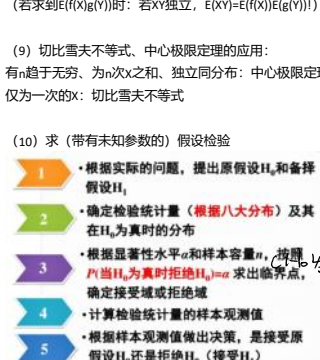 （若求到E(f(X)g(Y))时：若XY独立，E(XY)=E(f(X))E(g(Y))!)
（9）切比雪夫不等式、中心极限定理的应用：
有n趋于无穷、为n次X之和、独立同分布：中心极限定理
仅为一次的X：切比雪夫不等式
（10）求（带有未知参数的）假设检验
1
•根据实际的问题，提出原假设H₀和备择
假设H₁
2
•确定检验统计量（根据八大分布）及其
在H₀为真时的分布
3
•根据显著性水平α和样本容量n，按照
P(当H₀为真时拒绝H₀)=α 求出临界点，
确定接受域或拒绝域
4
•计算检验统计量的样本观测值
5
•根据样本观测值做出决策，是接受原
假设H₀还是拒绝H₀（接受H₁）